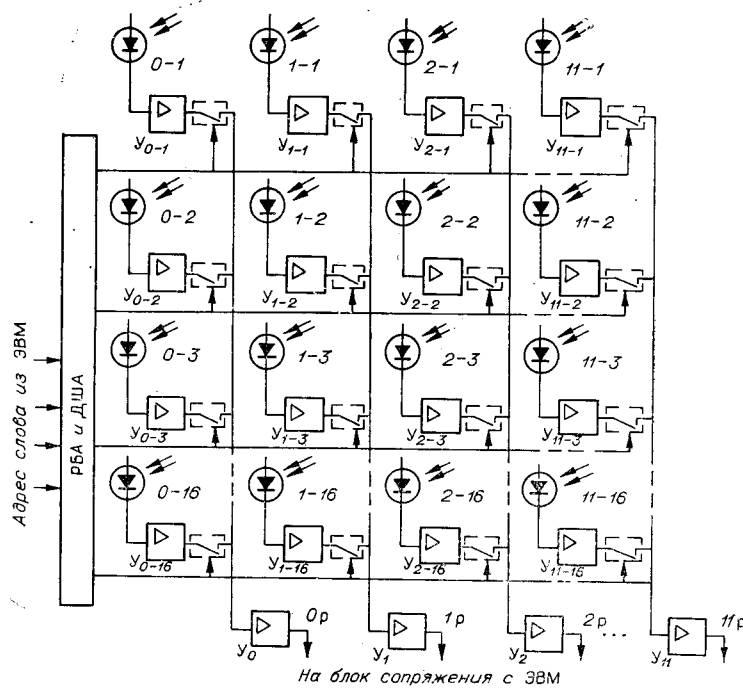 0-1 1-1 2-1 11-1
У0-1 У1-1 У2-1 У11-1
0-2 1-2 2-2 11-2
У0-2 У1-2 У2-2 У11-2
0-3 1-3 2-3 11-3
У0-3 У1-3 У2-3 У11-3
0-16 1-16 2-16 11-16
У0-16 У1-16 У2-16 У11-16
Адрес слова из ЭВМ
РБА и ДША
0р 1р 2р ... 11р
У0 У1 У2 У11
На блок сопряжения с ЭВМ